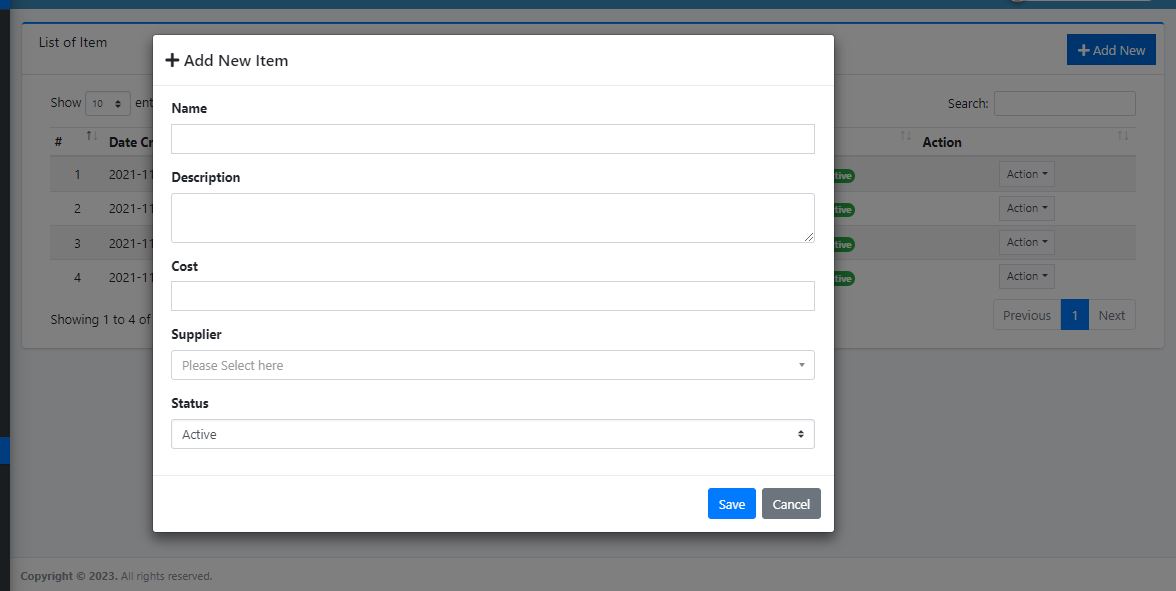 List of Item
Add New
Add New Item
Show 10 ent
Search:
Name
# Date Cr Action
1 2021-11 tive Action
Description
2 2021-11 tive Action
3 2021-11 tive Action
Cost
4 2021-11 tive Action
Showing 1 to 4 of
Previous 1 Next
Supplier
Please Select here
Status
Active
Save Cancel
Copyright © 2023. All rights reserved.